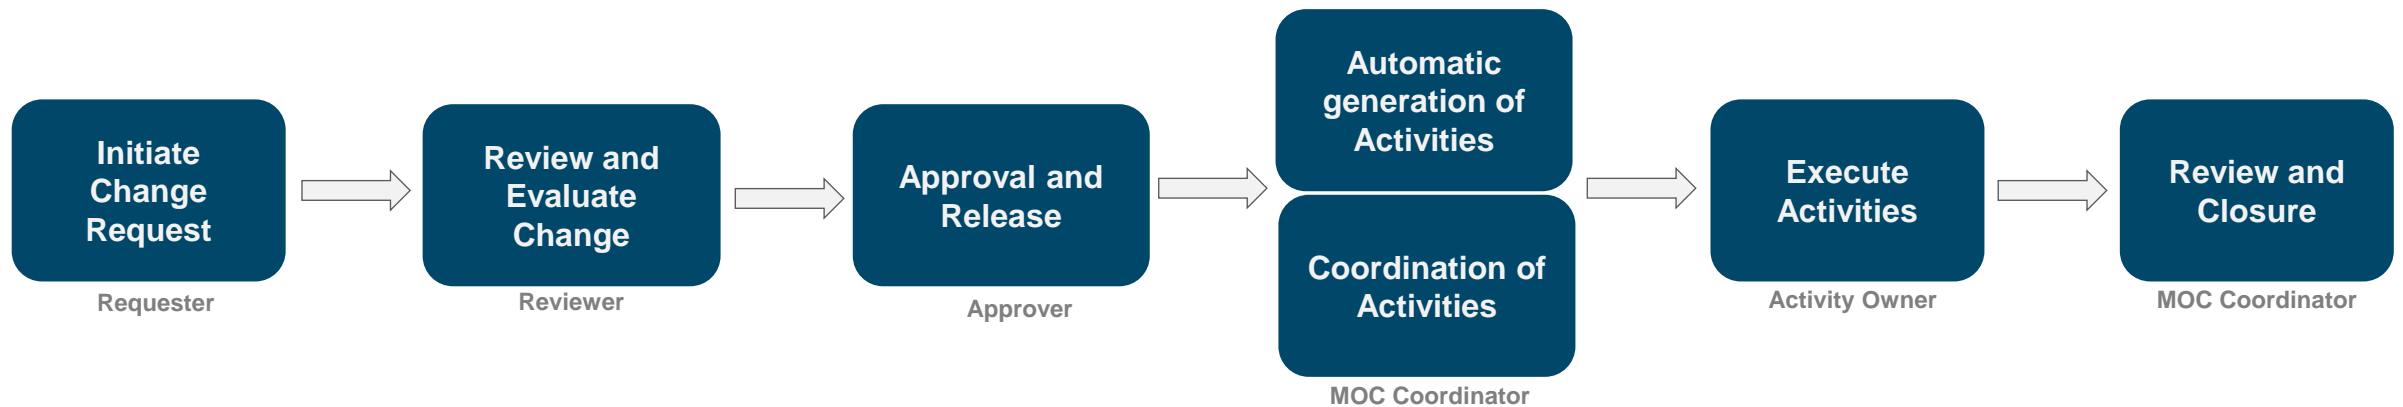 Initiate
Change
Request
Requester
Review and
Evaluate
Change
Reviewer
Approval and
Release
Approver
Automatic
generation of
Activities
Coordination of
Activities
MOC Coordinator
Execute
Activities
Activity Owner
Review and
Closure
MOC Coordinator